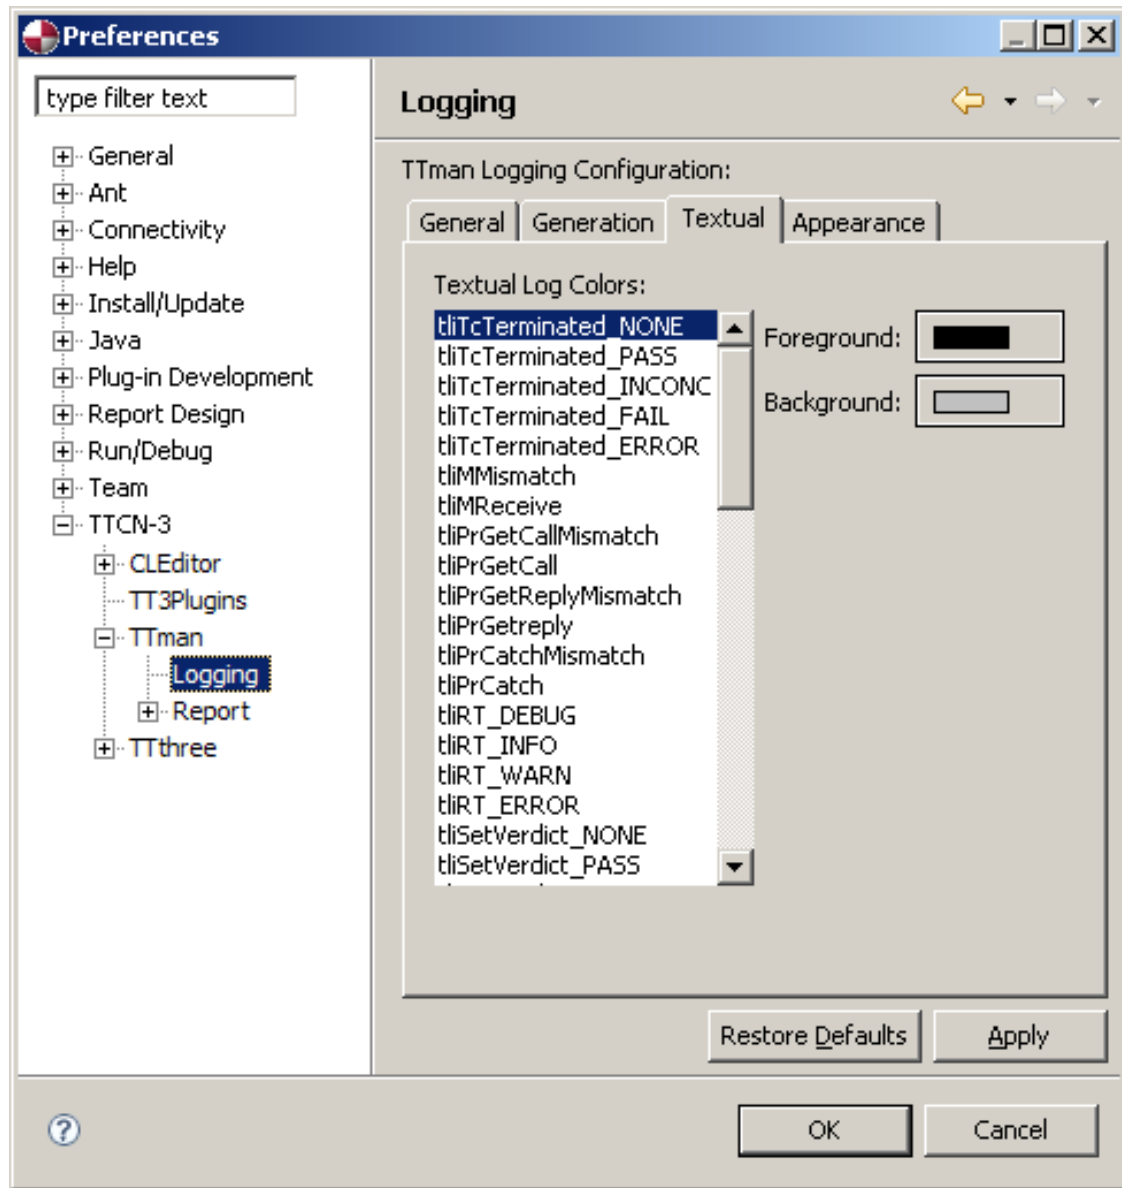 Preferences
type filter text
General
Ant
Connectivity
Help
Install/Update
Java
Plug-in Development
Report Design
Run/Debug
Team
TTCN-3
CLEditor
TT3Plugins
TTman
Logging
Report
TTthree
Logging
TTman Logging Configuration:
General Generation Textual Appearance
Textual Log Colors:
tliTcTerminated_NONE
tliTcTerminated_PASS
tliTcTerminated_INCONC
tliTcTerminated_FAIL
tliTcTerminated_ERROR
tliMMismatch
tliMReceive
tliPrGetCallMismatch
tliPrGetCall
tliPrGetReplyMismatch
tliPrGetreply
tliPrCatchMismatch
tliPrCatch
tliRT_DEBUG
tliRT_INFO
tliRT_WARN
tliRT_ERROR
tliSetVerdict_NONE
tliSetVerdict_PASS
Foreground:
Background:
Restore Defaults Apply
OK Cancel